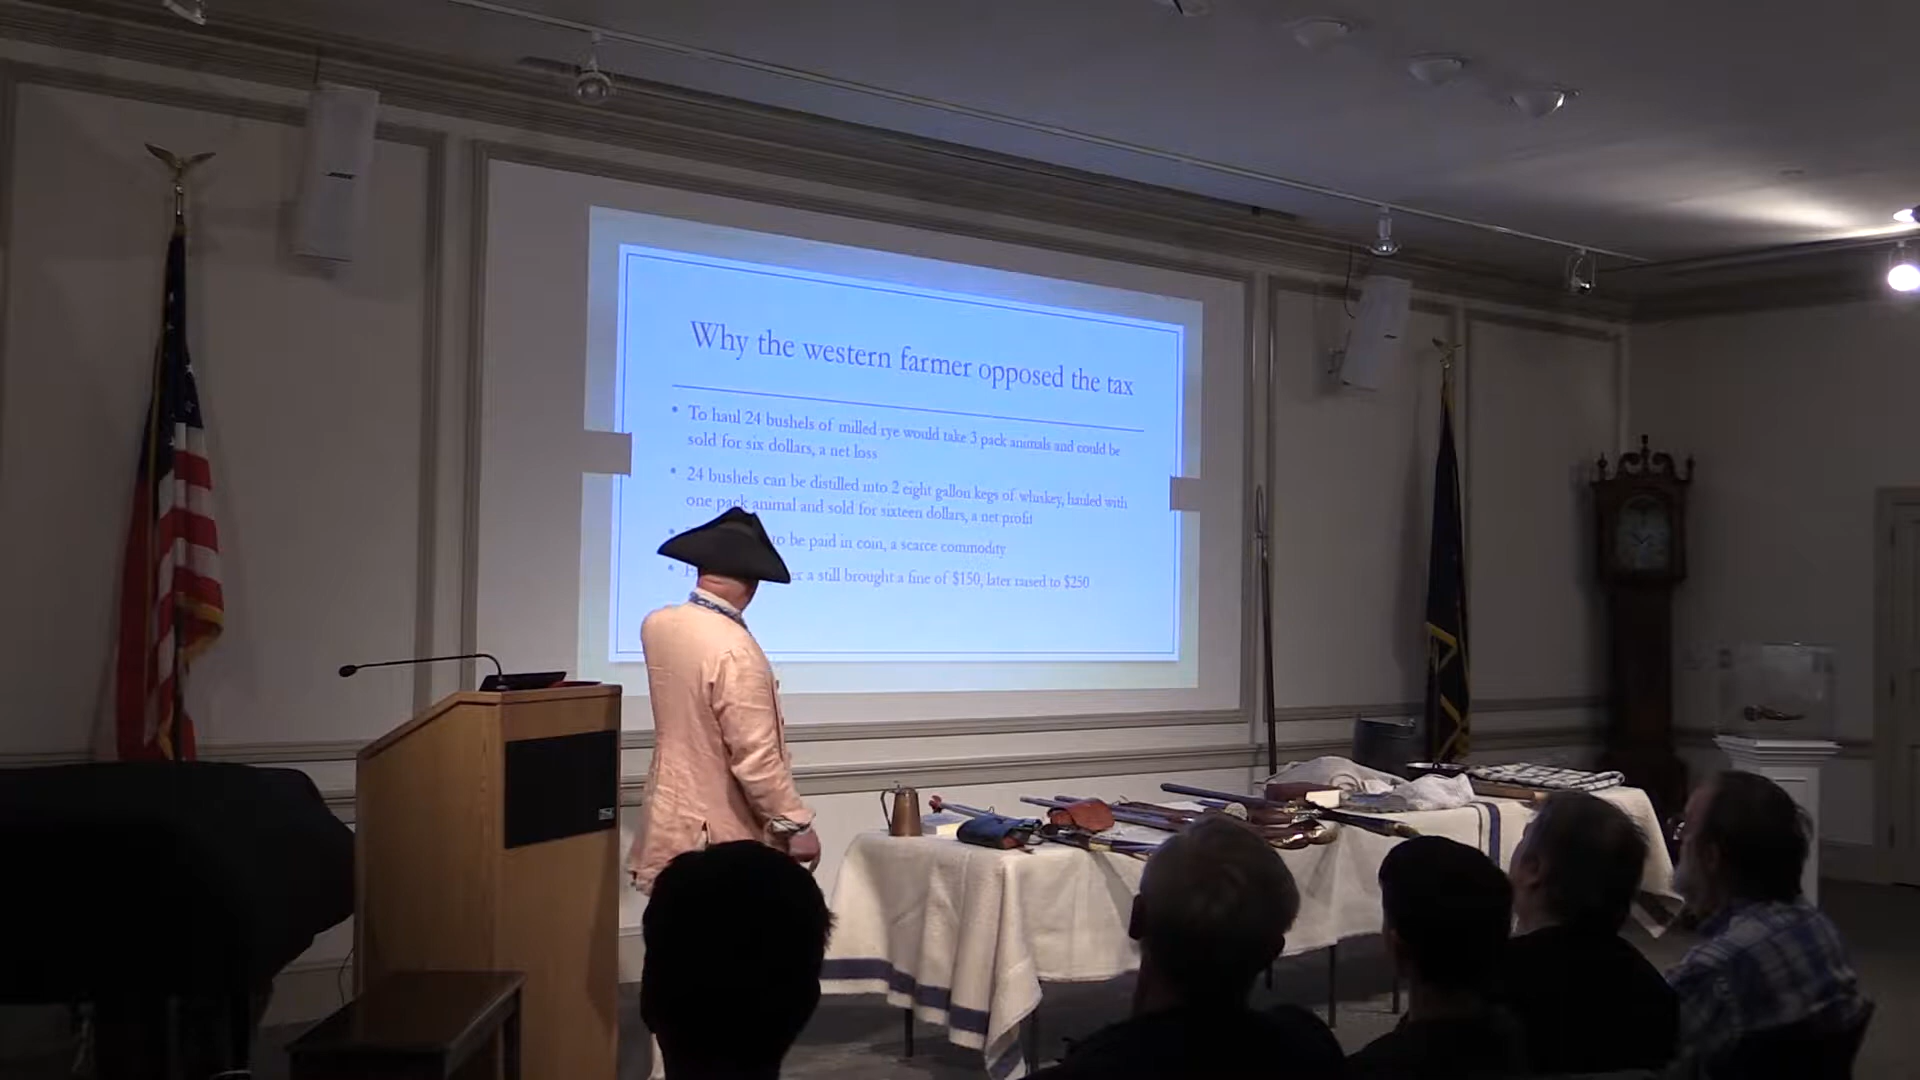 Why the western farmer opposed the tax
• To haul 24 bushels of milled rye would take 3 pack animals and could be
sold for six dollars, a net loss
• 24 bushels can be distilled into 2 eight gallon kegs of whiskey, hauled with
one pack animal and sold for sixteen dollars, a net profit
• to be paid in coin, a scarce commodity
• a still brought a fine of $150, later raised to $250
BOSE